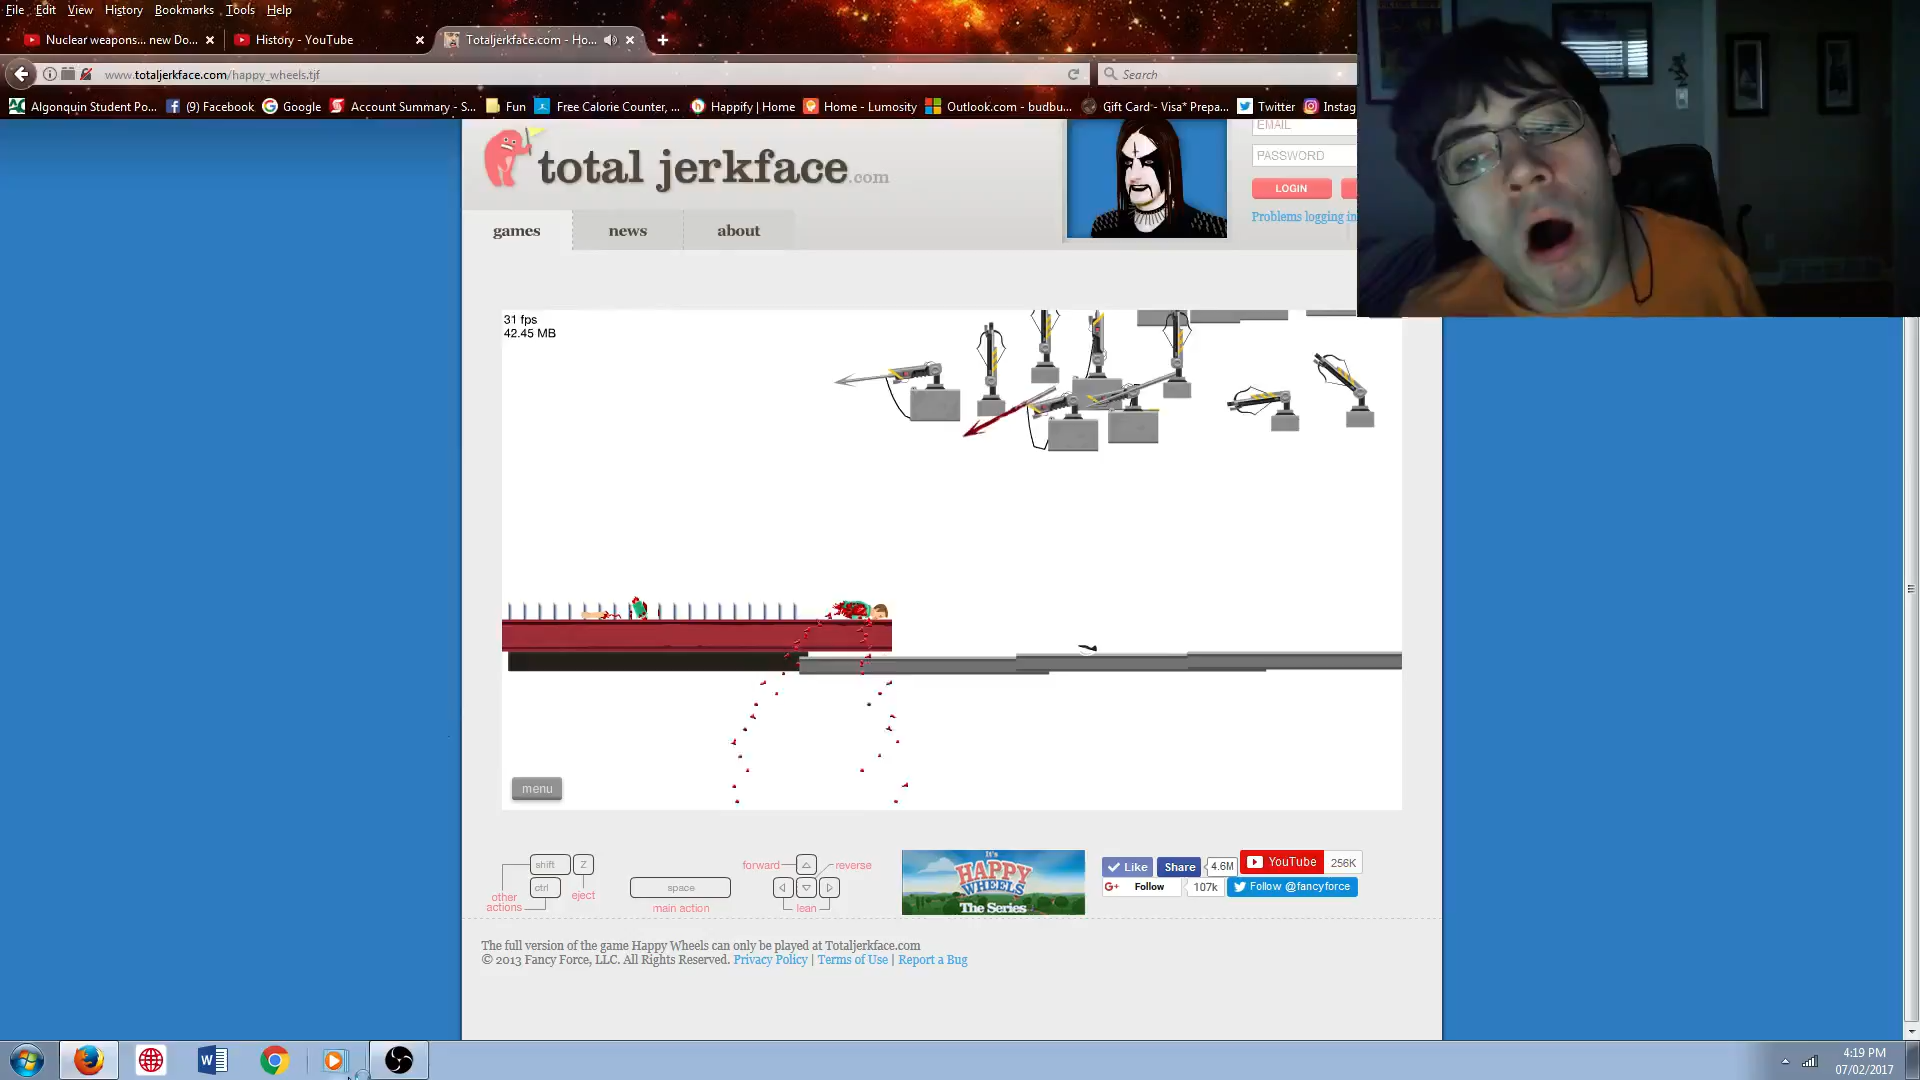 File Edit View History Bookmarks Tools Help
Nuclear weapons... new Do... History - YouTube Totaljerkface.com - Ho...
www.totaljerkface.com/happy_wheels.tjf Search
Algonquin Student Po... (9) Facebook Google Account Summary - S... Fun Free Calorie Counter, ... Happify | Home Home - Lumosity Outlook.com - budbu... Gift Card - Visa* Prepa... Twitter Instag
total jerkface.com
EMAIL
PASSWORD
LOGIN
Problems logging in
games news about
31 fps
42.45 MB
menu
shift Z
ctrl
other actions
eject
space
main action
forward reverse
lean
It's
HAPPY
WHEELS
The Series
Like Share 4.6M YouTube 256K
G+ Follow 107k Follow @fancyforce
The full version of the game Happy Wheels can only be played at Totaljerkface.com
© 2013 Fancy Force, LLC. All Rights Reserved. Privacy Policy | Terms of Use | Report a Bug
4:19 PM
07/02/2017